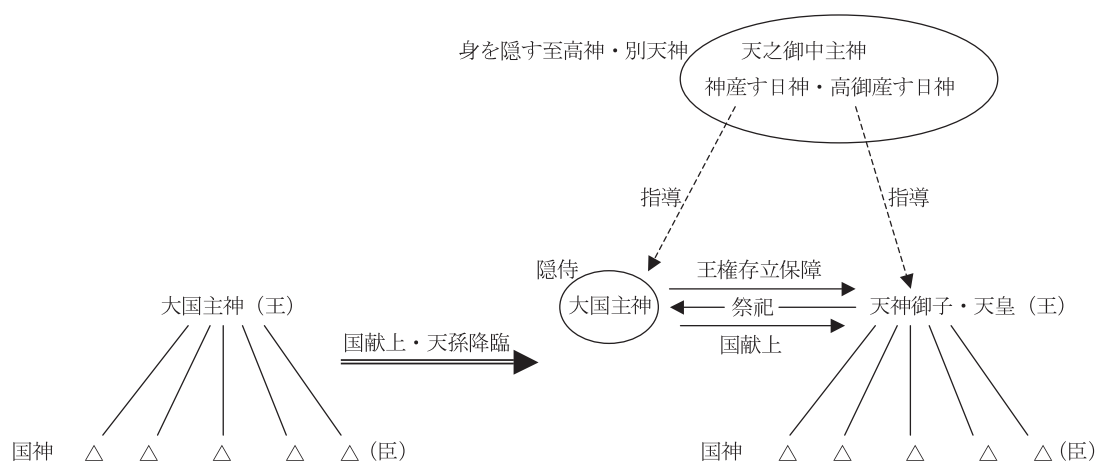 身を隠す至高神・別天神
天之御中主神
神産す日神・高御産す日神
指導
指導
隠侍
王権存立保障
大国主神（王）
大国主神
祭祀
天神御子・天皇（王）
国献上・天孫降臨
国献上
国神 △ △ △ △ △（臣）
国神 △ △ △ △ △（臣）